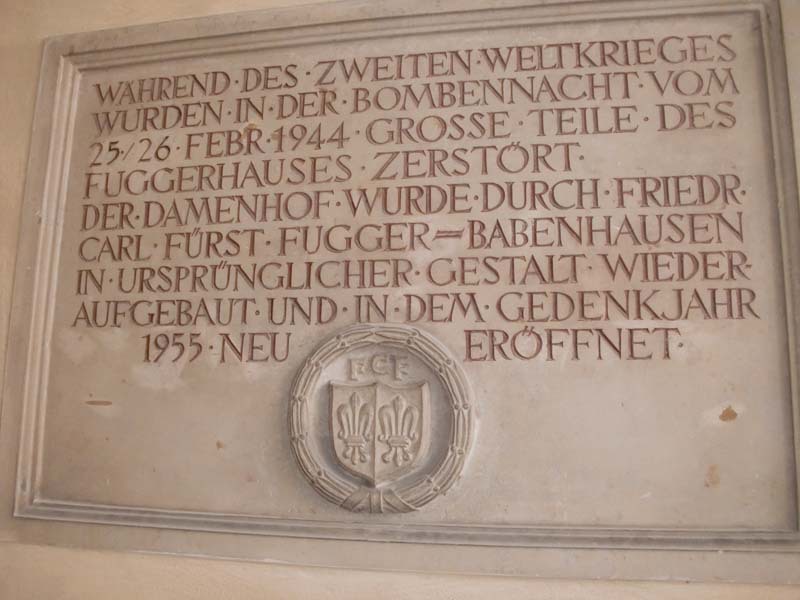 WÄHREND·DES·ZWEITEN·WELTKRIEGES
WURDEN·IN·DER·BOMBENNACHT·VOM
25·/26·FEBR·1944·GROSSE·TEILE·DES
FUGGERHAUSES·ZERSTÖRT·
DER·DAMENHOF·WURDE·DURCH·FRIEDR·
CARL·FÜRST·FUGGER=BABENHAUSEN
IN·URSPRÜNGLICHER·GESTALT·WIEDER-
AUFGEBAUT·UND·IN·DEM·GEDENKJAHR
1955·NEU ERÖFFNET·
FCF